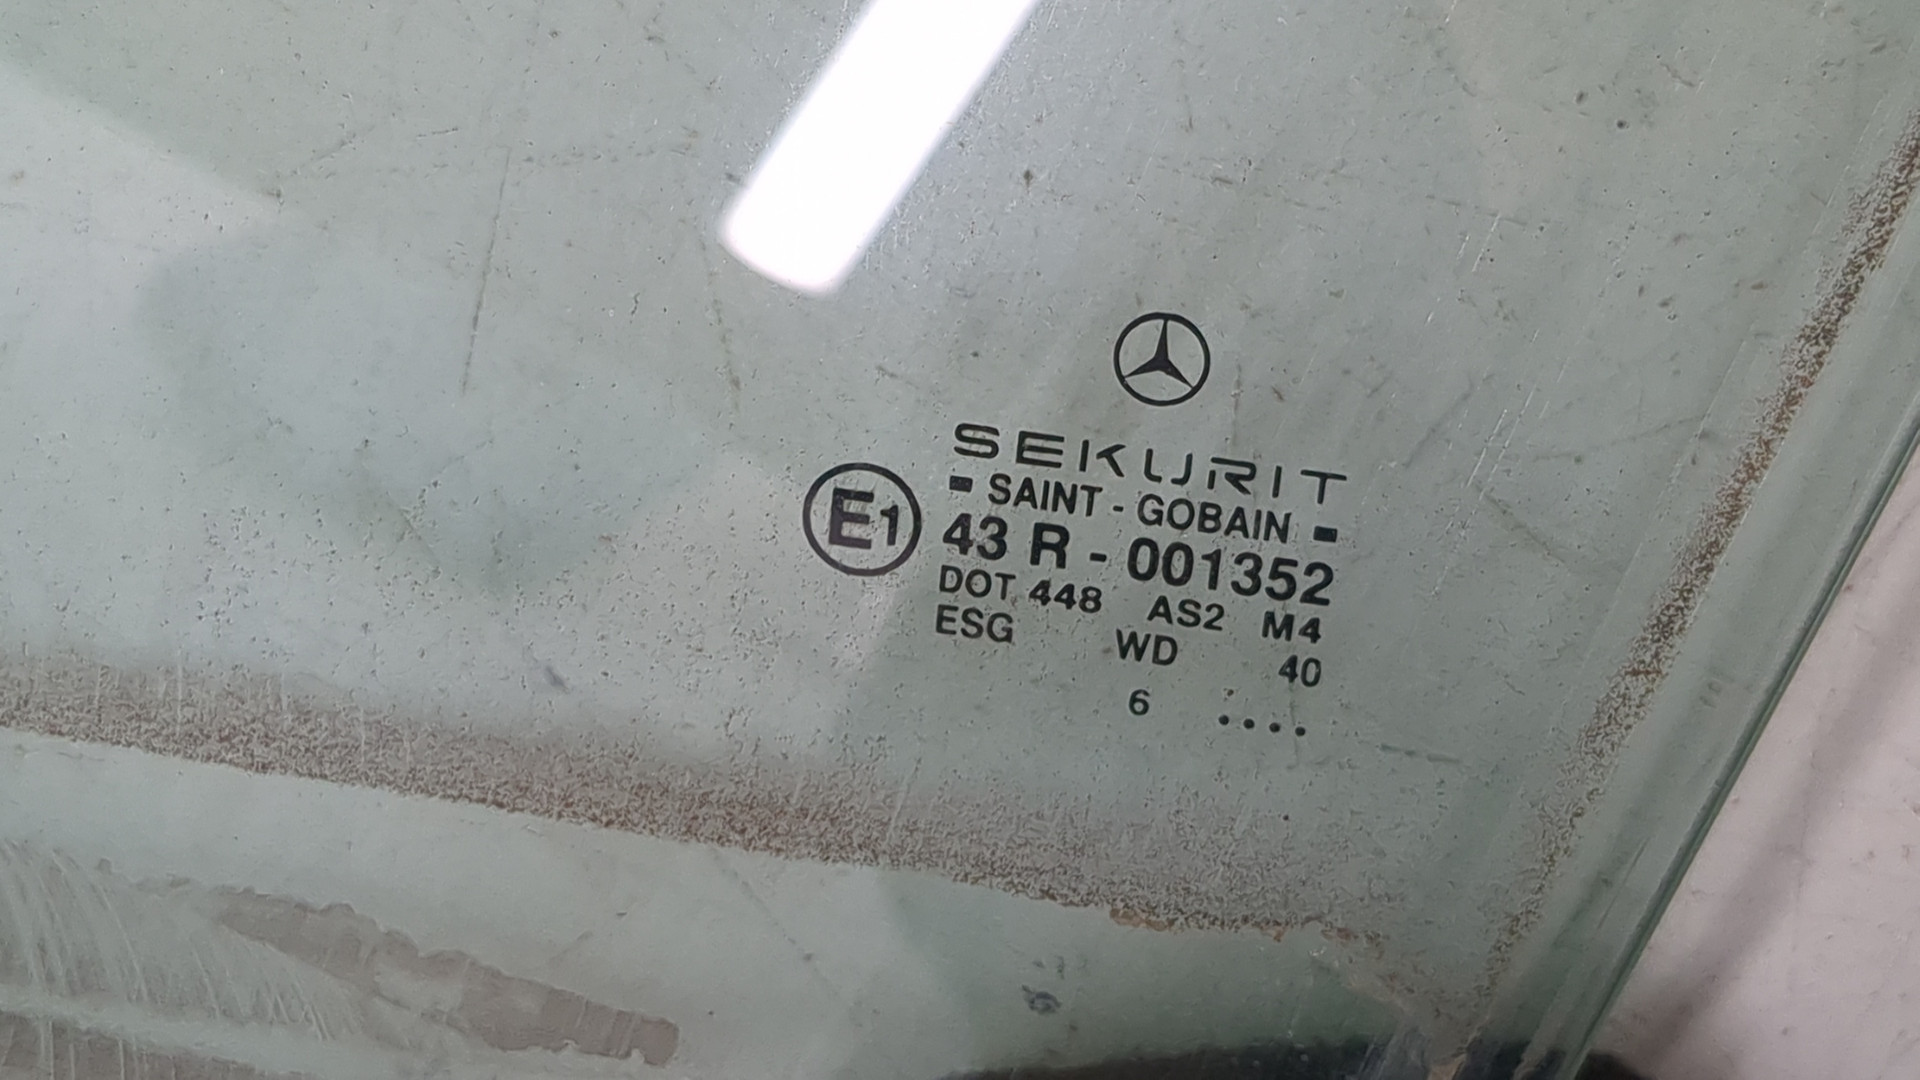 SEKURIT
- SAINT - GOBAIN -
E1 43 R - 001352
DOT 448 AS2 M4
ESG WD 40
6 ....